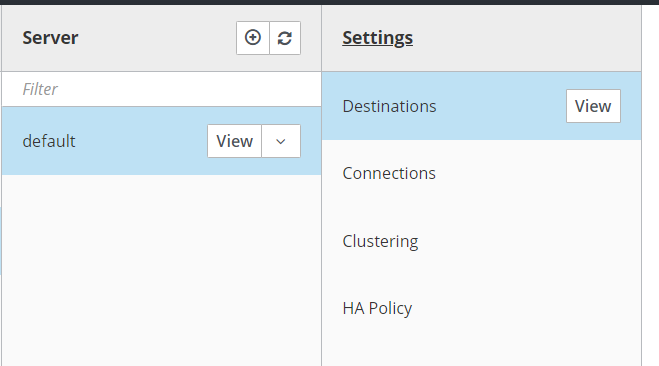 Server
Settings
Filter
Destinations View
default View
Connections
Clustering
HA Policy